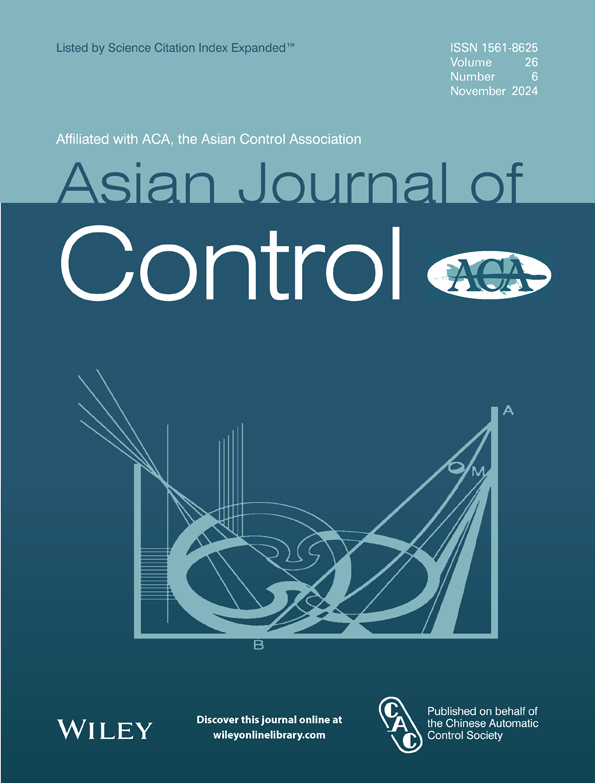 Listed by Science Citation Index Expanded™
ISSN 1561-8625
Volume 26
Number 6
November 2024
Affiliated with ACA, the Asian Control Association
Asian Journal of
Control
ACA
A
M
B
WILEY
Discover this journal online at
wileyonlinelibrary.com
CAC
Published on behalf of
the Chinese Automatic
Control Society